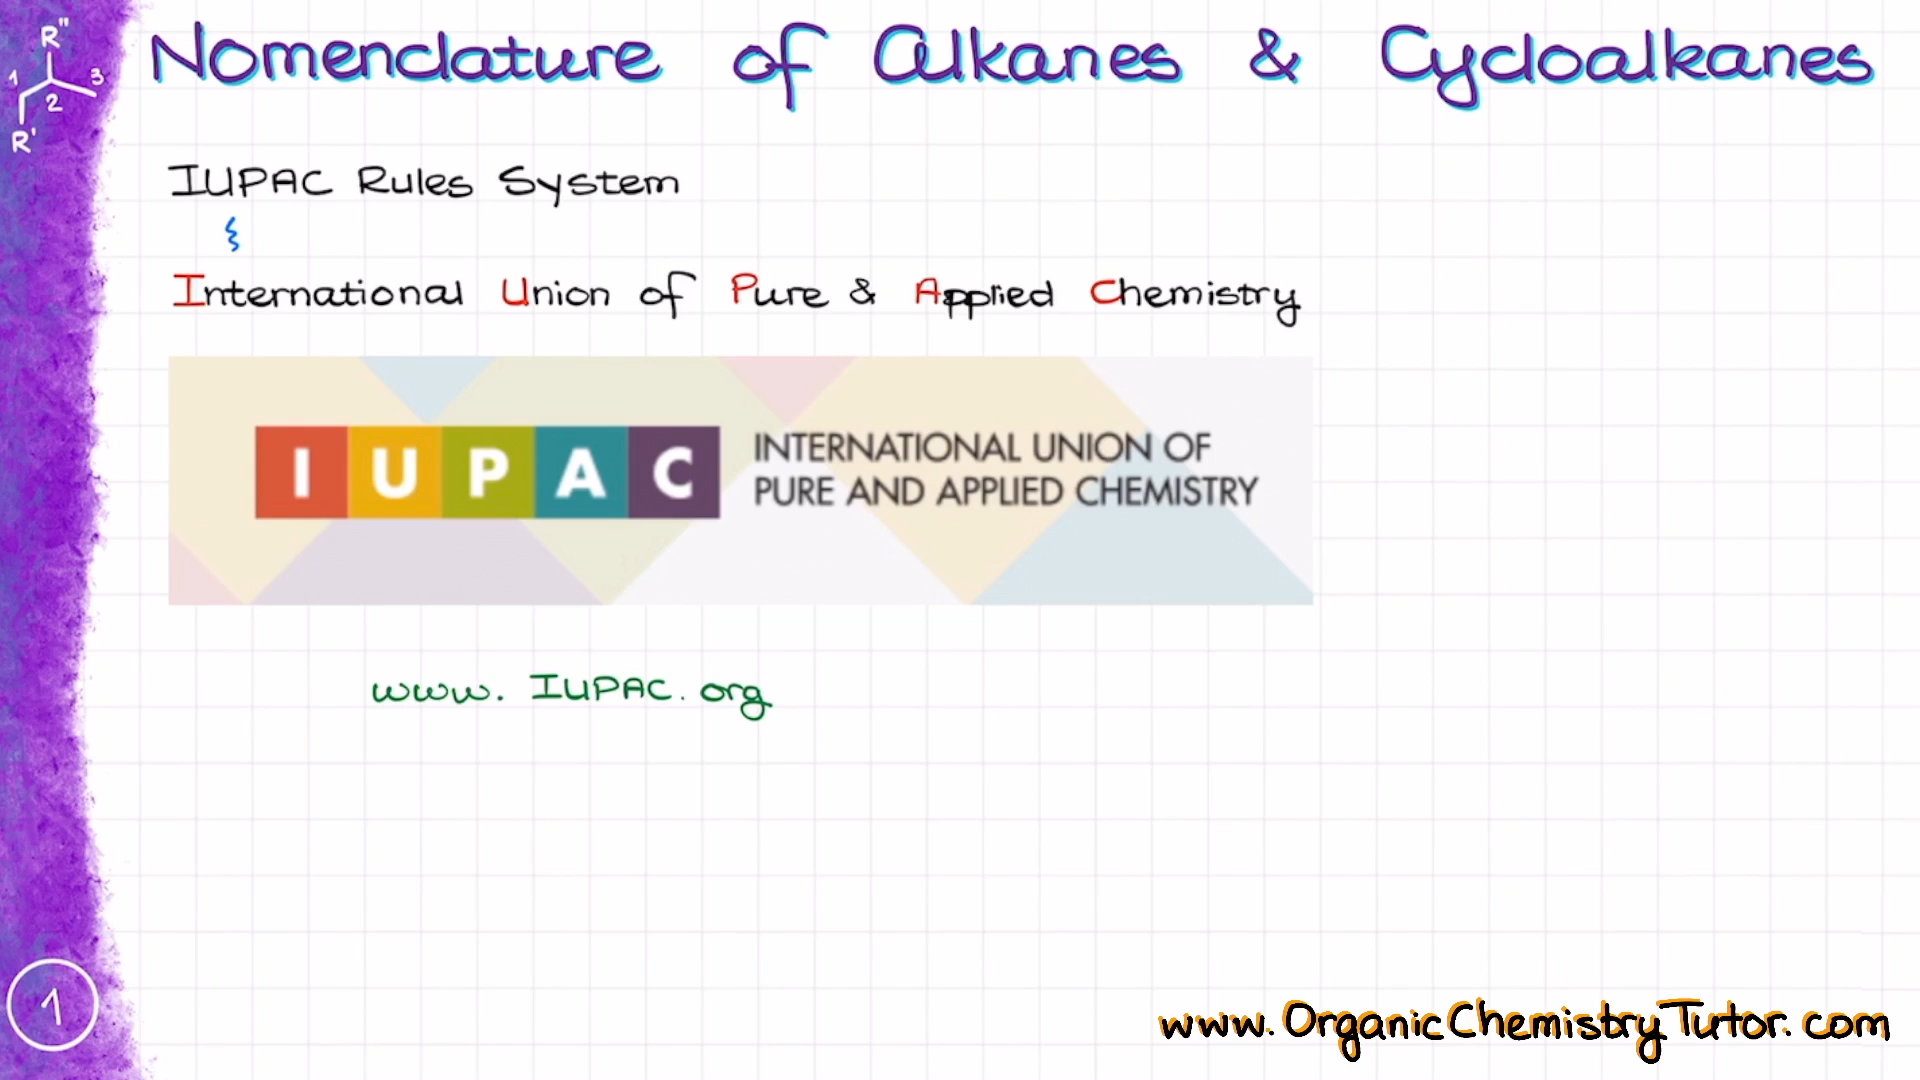 Nomenclature of Alkanes & Cycloalkanes
R"
1 3
2
R'
IUPAC Rules System
International Union of Pure & Applied Chemistry
IUPAC
INTERNATIONAL UNION OF
PURE AND APPLIED CHEMISTRY
www.IUPAC.org
1
www.OrganicChemistryTutor.com